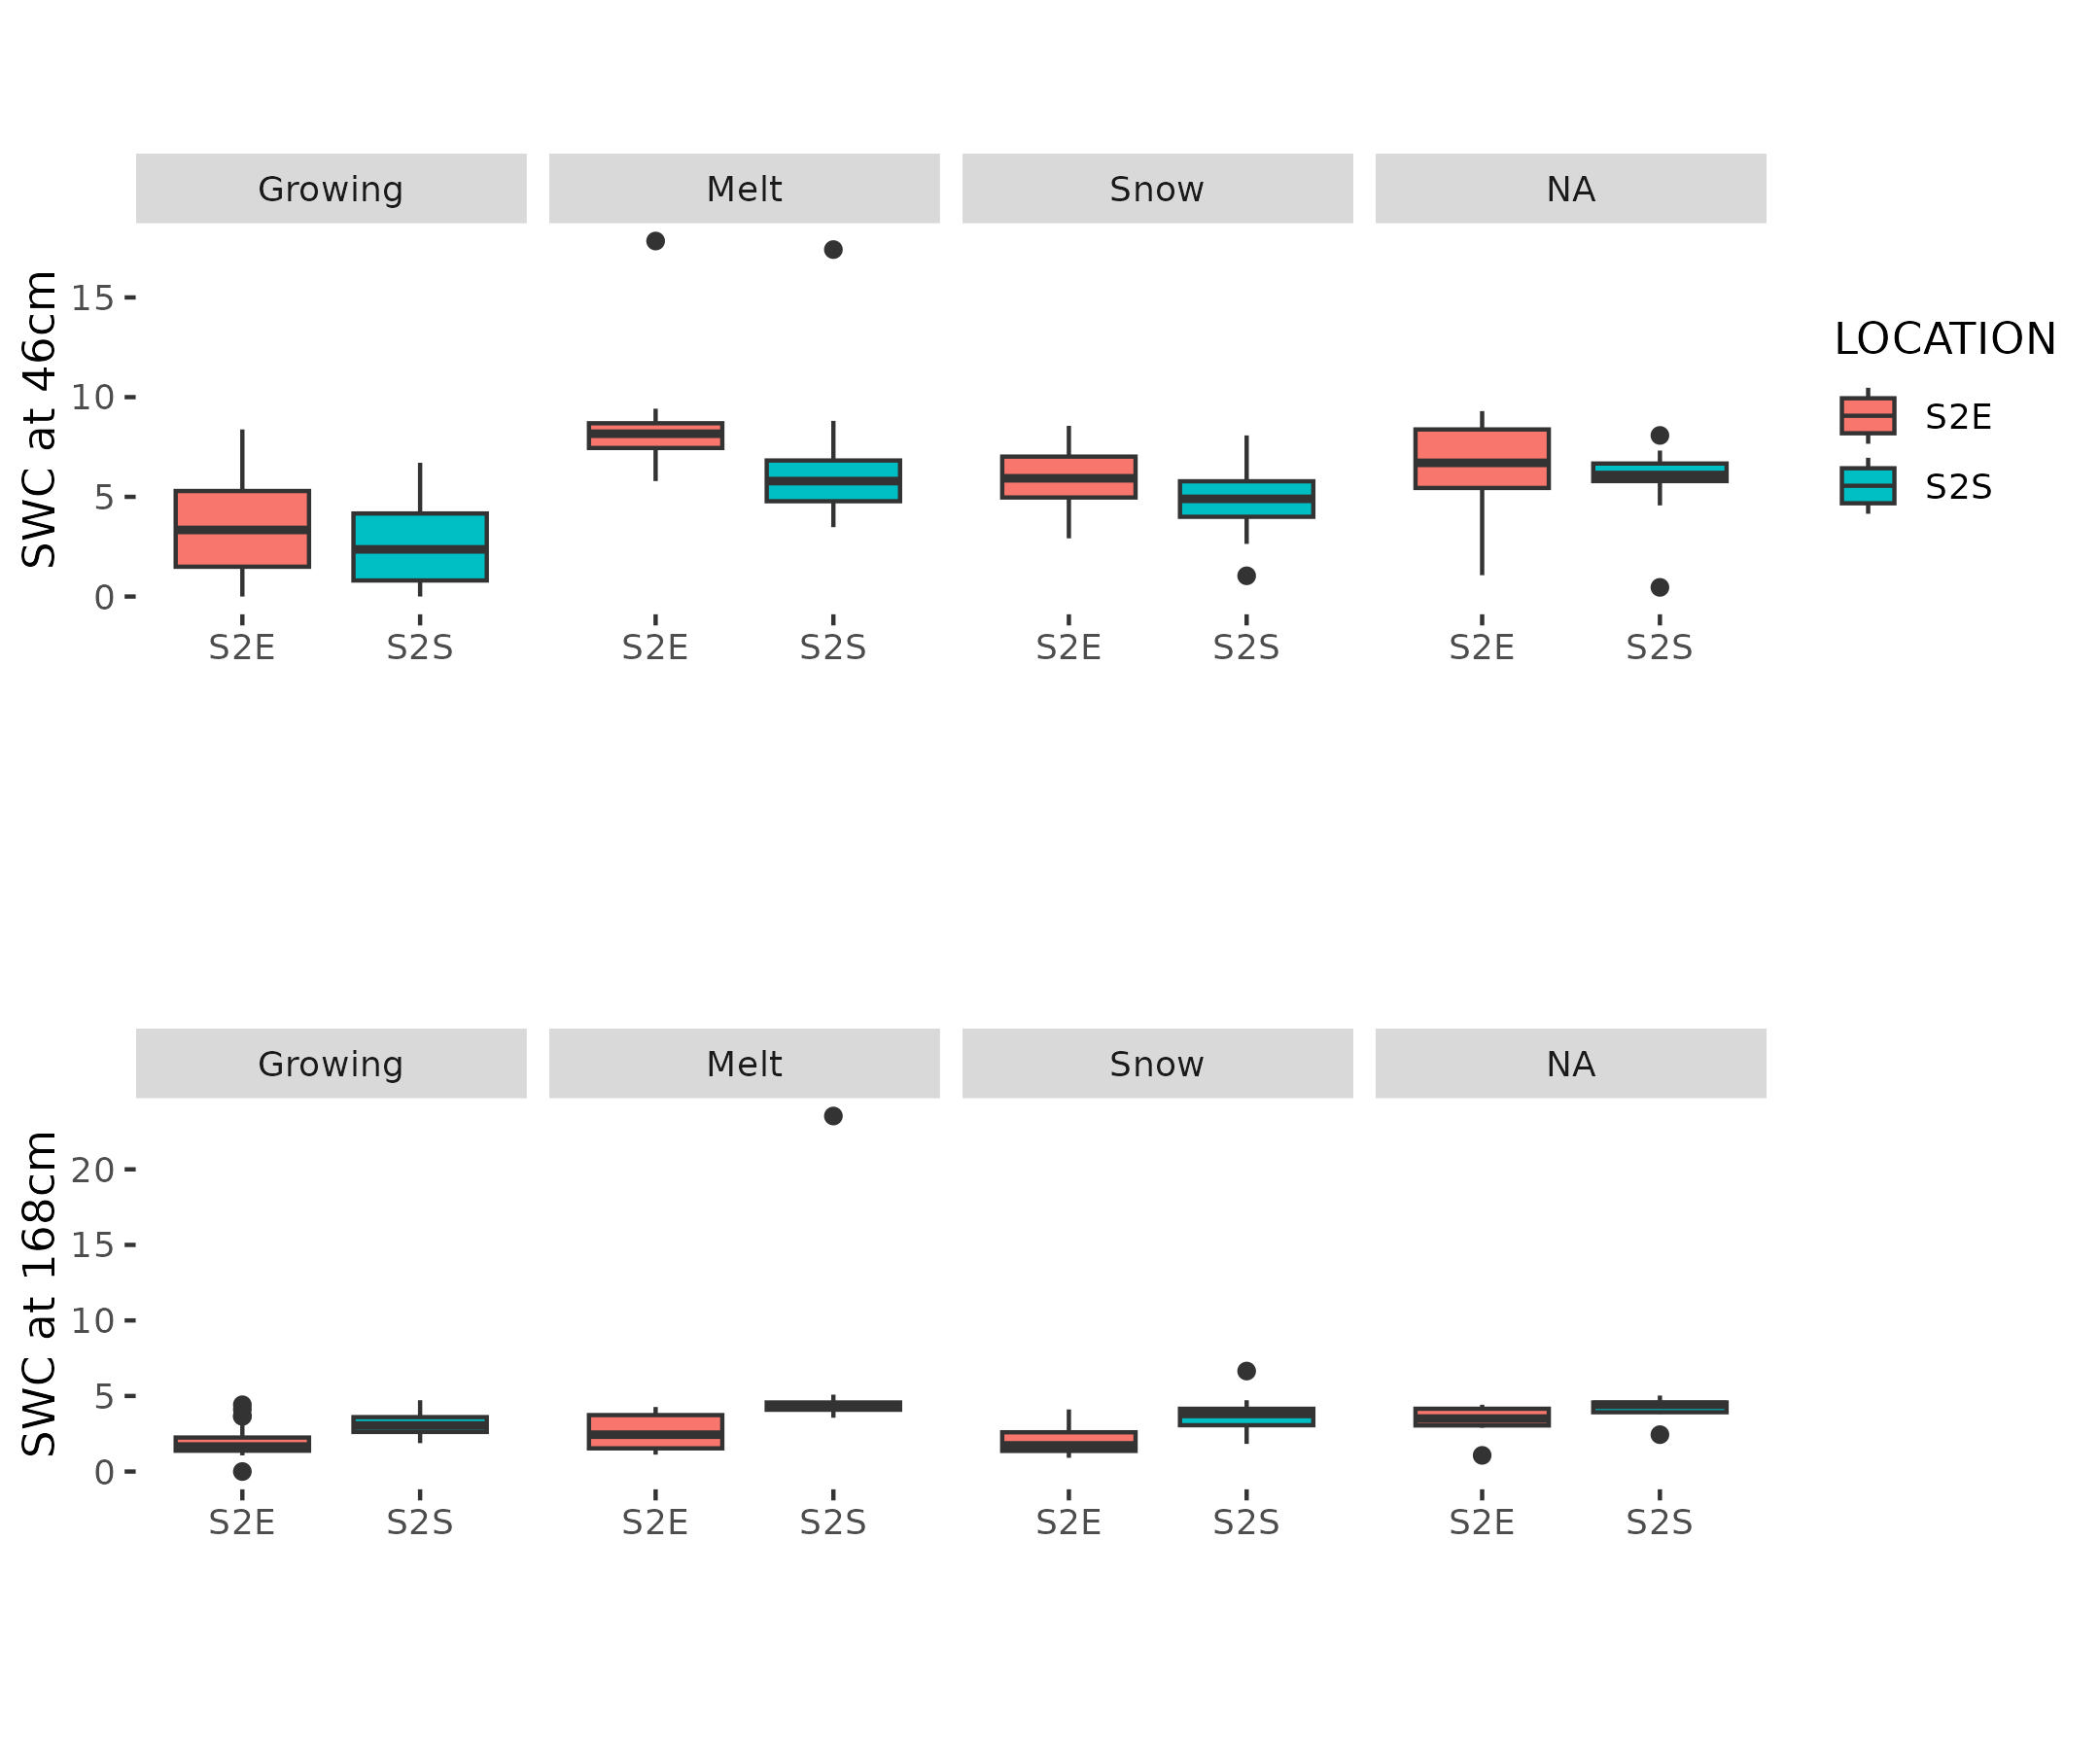 Growing Melt Snow NA
SWC at 46cm
15
10
5
0
S2E S2S S2E S2S S2E S2S S2E S2S
LOCATION
S2E
S2S
Growing Melt Snow NA
SWC at 168cm
20
15
10
5
0
S2E S2S S2E S2S S2E S2S S2E S2S